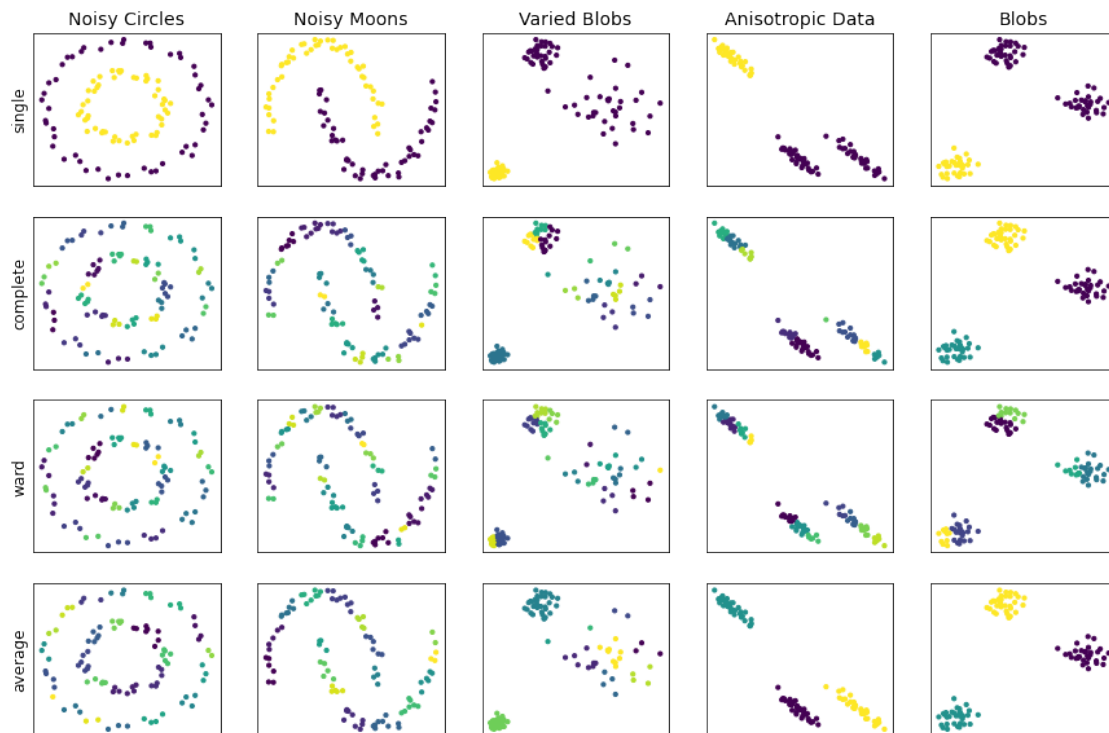 Noisy Circles
Noisy Moons
Varied Blobs
Anisotropic Data
Blobs
single
complete
ward
average